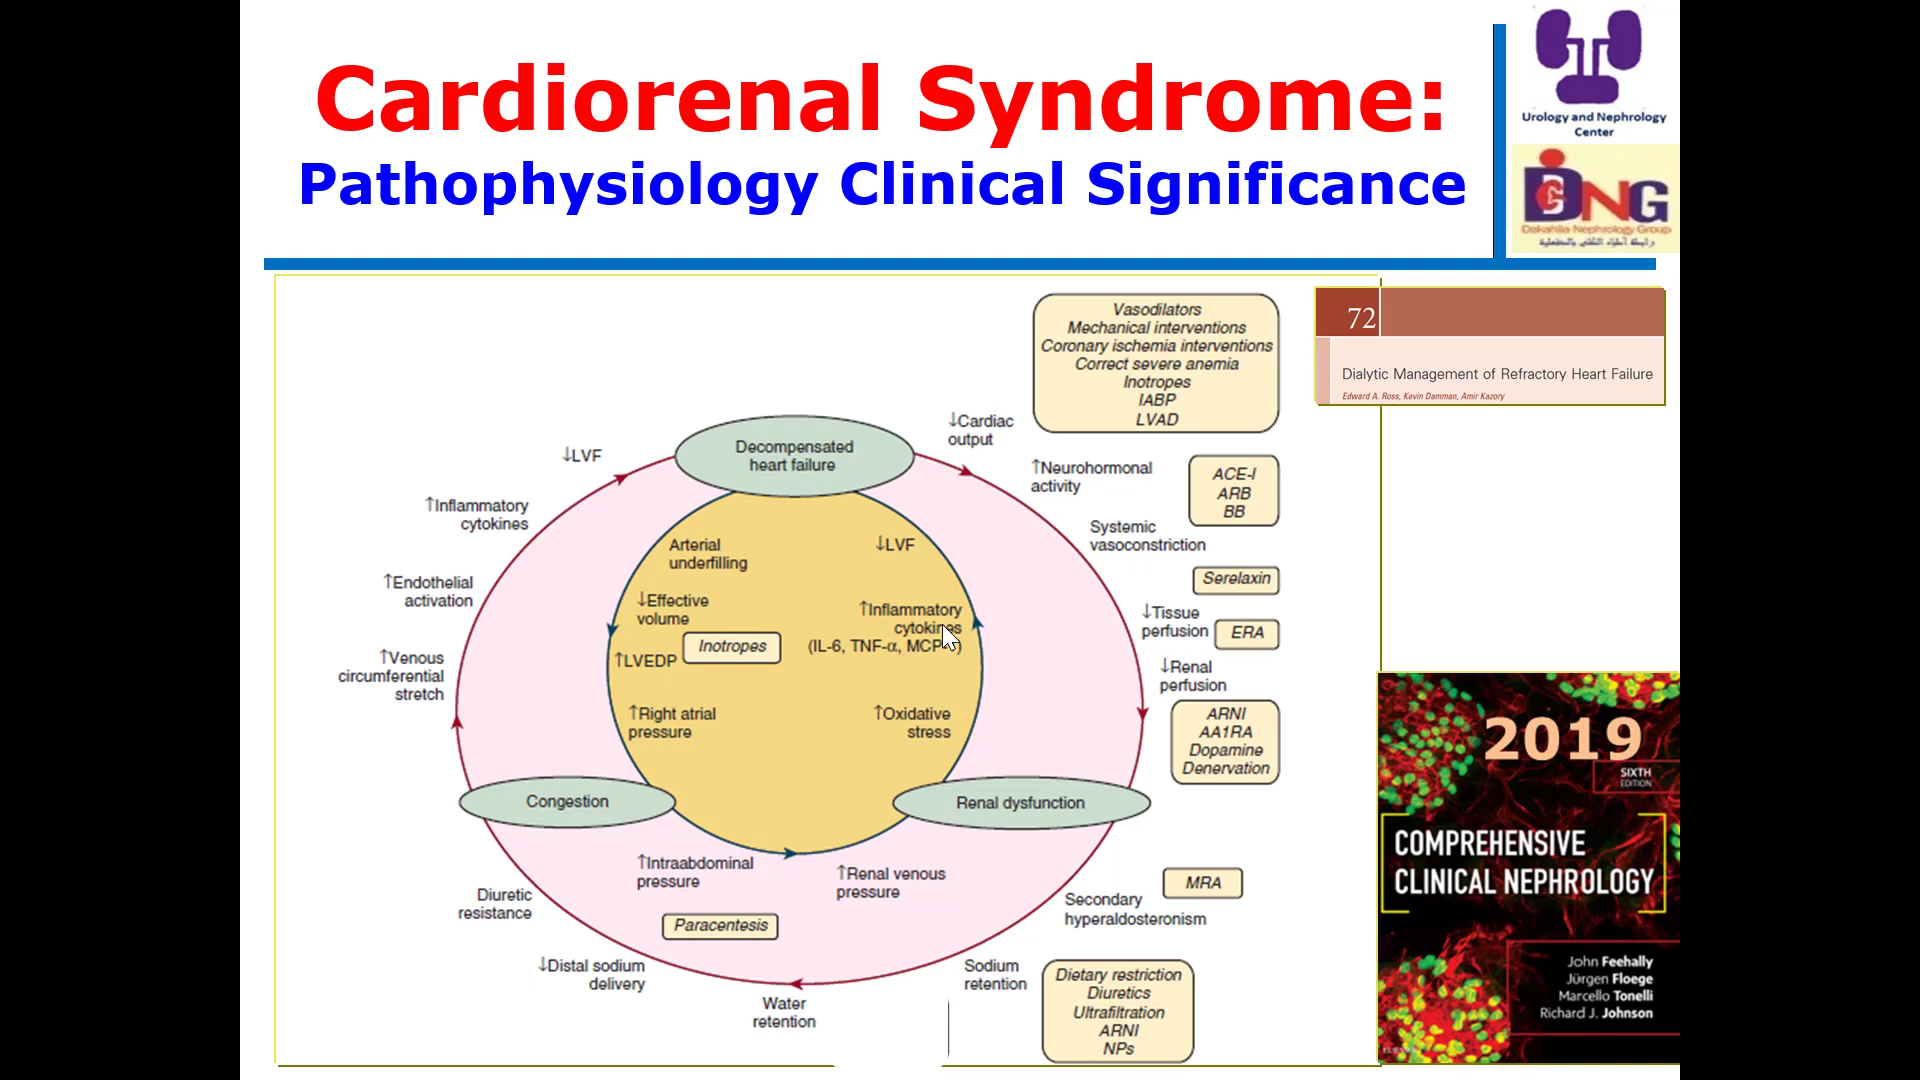 Cardiorenal Syndrome:
Pathophysiology Clinical Significance
Urology and Nephrology
Center
DNG
Dakahlia Nephrology Group
72
Dialytic Management of Refractory Heart Failure
Edward A. Ross, Kevin Damman, Amir Kazory
Vasodilators
Mechanical interventions
Coronary ischemia interventions
Correct severe anemia
Inotropes
IABP
LVAD
↓Cardiac
output
Decompensated
heart failure
↓LVF
↑Neurohormonal
activity
ACE-I
ARB
BB
↑Inflammatory
cytokines
Systemic
vasoconstriction
Arterial
underfilling
↓LVF
Serelaxin
↑Endothelial
activation
↓Effective
volume
↑Inflammatory
cytokines
(IL-6, TNF-α,
↓Tissue
perfusion
ERA
Inotropes
↑LVEDP
↑Venous
circumferential
stretch
↓Renal
perfusion
↑Right atrial
pressure
↑Oxidative
stress
ARNI
AA1RA
Dopamine
Denervation
Congestion
Renal dysfunction
↑Intraabdominal
pressure
↑Renal venous
pressure
MRA
Diuretic
resistance
Secondary
hyperaldosteronism
Paracentesis
↓Distal sodium
delivery
Sodium
retention
Water
retention
Dietary restriction
Diuretics
Ultrafiltration
ARNI
NPs
2019
SIXTH
EDITION
COMPREHENSIVE
CLINICAL NEPHROLOGY
John Feehally
Jürgen Floege
Marcello Tonelli
Richard J. Johnson